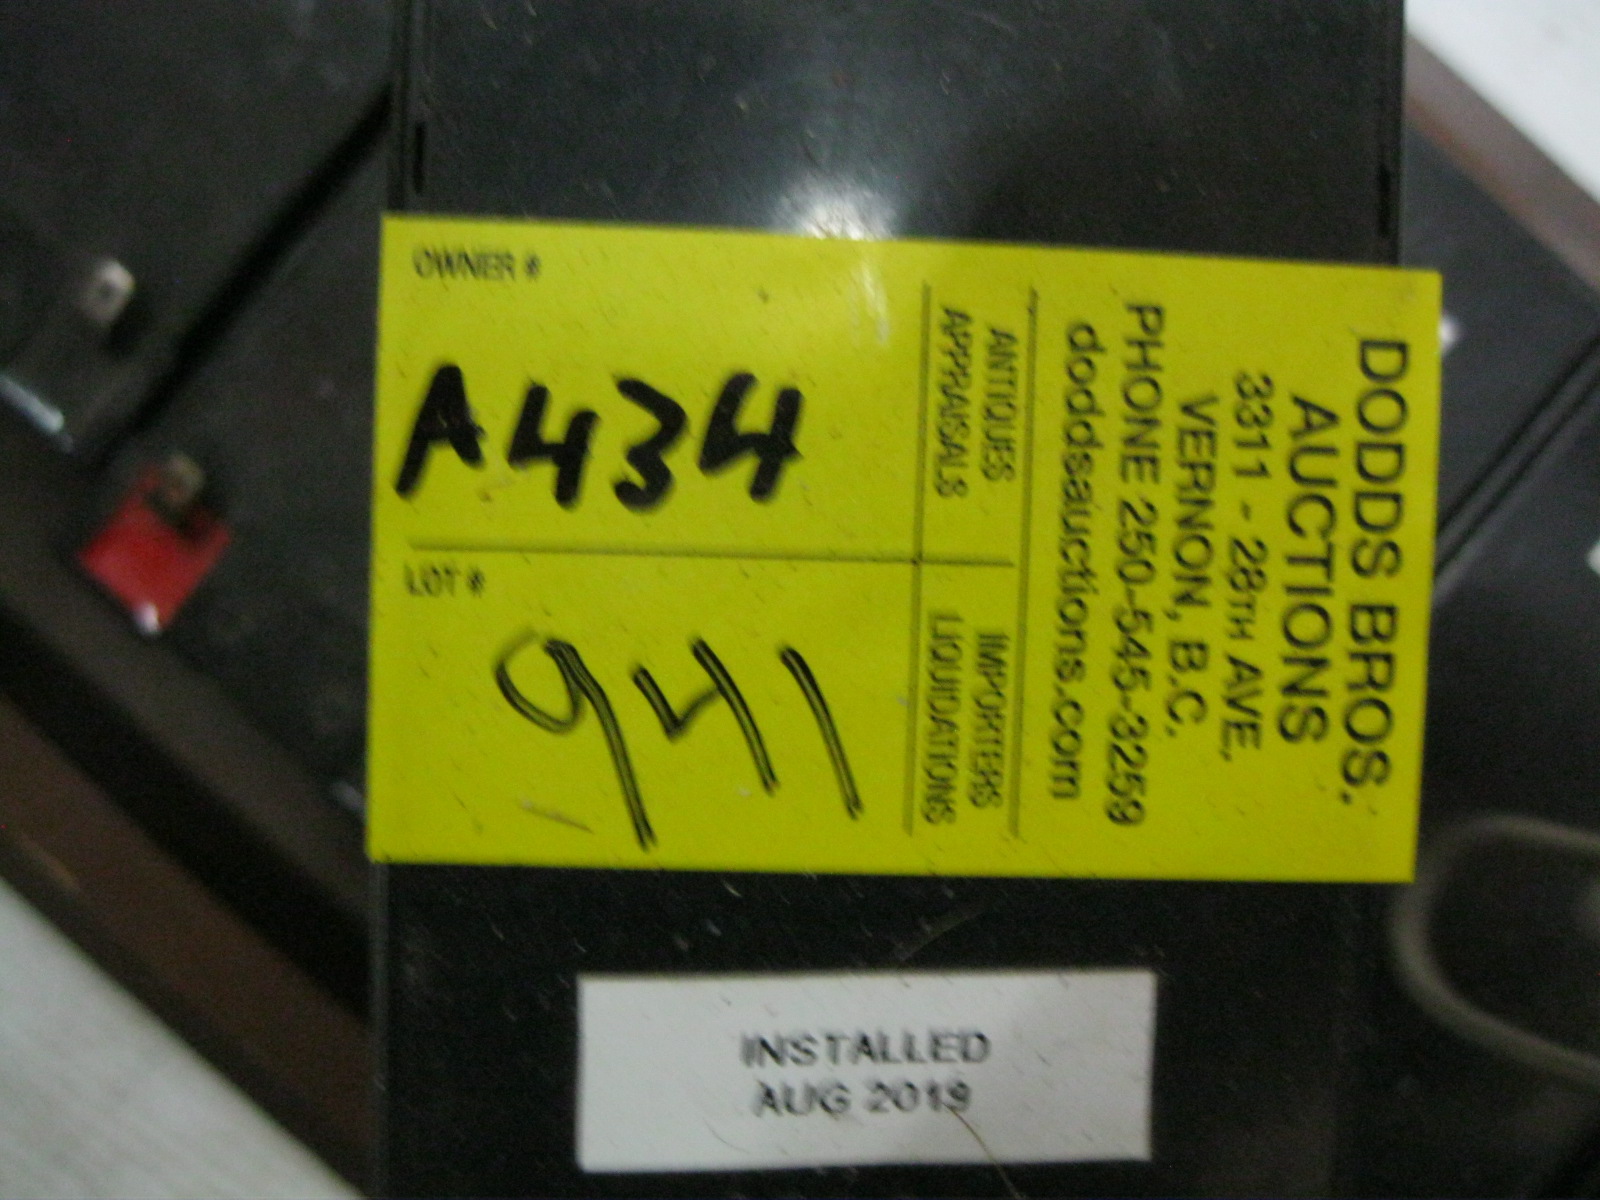 OWNER #
A434
LOT #
941
ANTIQUES
APPRAISALS
IMPORTERS
LIQUIDATIONS
DODDS BROS.
AUCTIONS
3311 - 28TH AVE.
VERNON, B.C.
PHONE 250-545-3259
doddsauctions.com
INSTALLED
AUG 2019